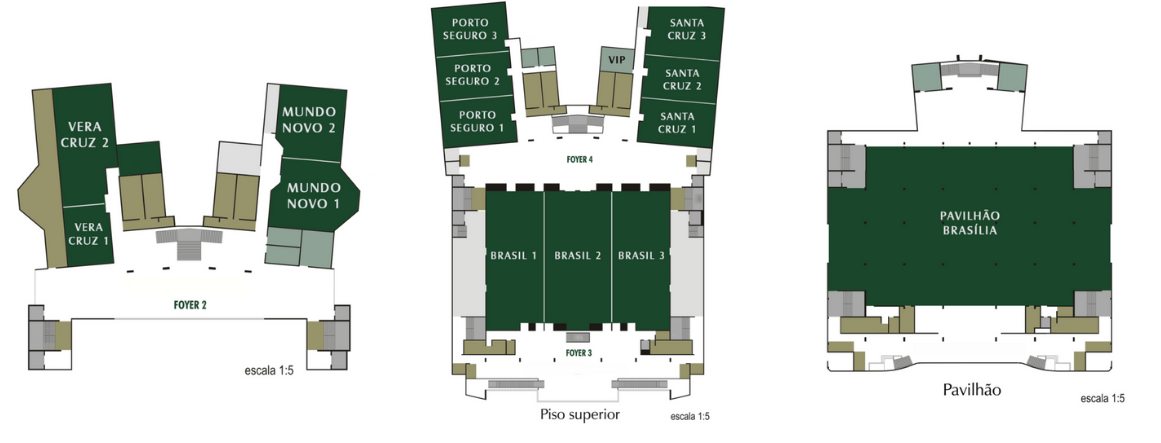 VERA
CRUZ 2
VERA
CRUZ 1
MUNDO
NOVO 2
MUNDO
NOVO 1
FOYER 2
escala 1:5
PORTO
SEGURO 3
PORTO
SEGURO 2
PORTO
SEGURO 1
VIP
SANTA
CRUZ 3
SANTA
CRUZ 2
SANTA
CRUZ 1
FOYER 4
BRASIL 1
BRASIL 2
BRASIL 3
FOYER 3
Piso superior
escala 1:5
PAVILHÃO
BRASÍLIA
Pavilhão
escala 1:5